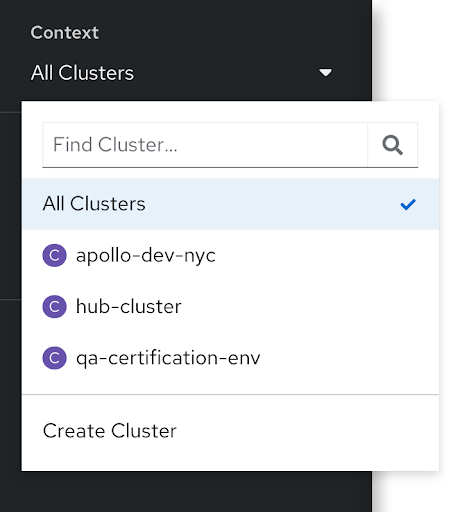 Context
All Clusters
Find Cluster...
All Clusters
C apollo-dev-nyc
C hub-cluster
C qa-certification-env
Create Cluster